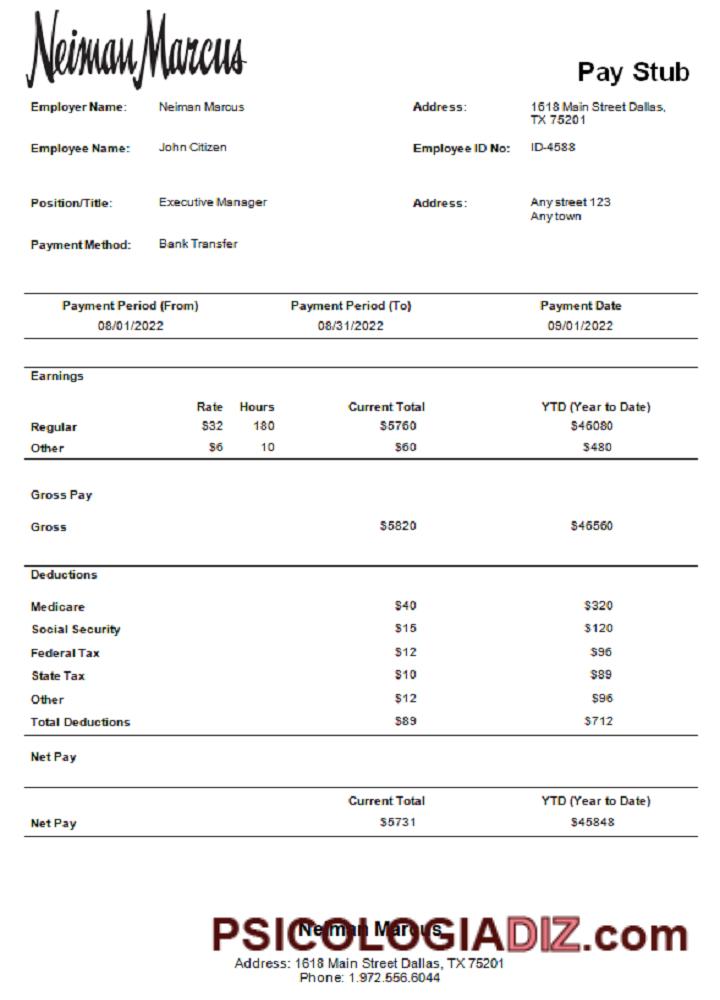 Neiman Marcus
Pay Stub
Employer Name: Neiman Marcus Address: 1618 Main Street Dallas,
TX 75201
Employee Name: John Citizen Employee ID No: ID-4588
Position/Title: Executive Manager Address: Any street 123
Any town
Payment Method: Bank Transfer
Payment Period (From) Payment Period (To) Payment Date
08/01/2022 08/31/2022 09/01/2022
Earnings
Rate Hours Current Total YTD (Year to Date)
Regular $32 180 $5760 $46080
Other $6 10 $60 $480
Gross Pay
Gross $5820 $46560
Deductions
Medicare $40 $320
Social Security $15 $120
Federal Tax $12 $96
State Tax $10 $89
Other $12 $96
Total Deductions $89 $712
Net Pay
Current Total YTD (Year to Date)
Net Pay $5731 $45848
Neiman Marcus
PSICOLOGIADIZ.com
Address: 1618 Main Street Dallas, TX 75201
Phone: 1.972.556.6044